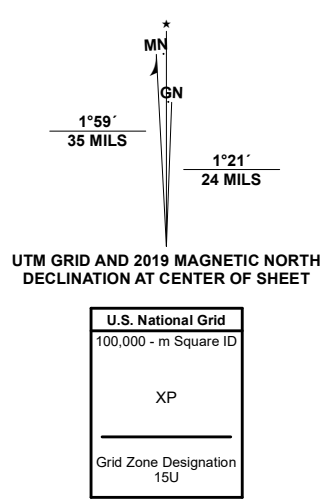 MN
GN
1°59´
35 MILS
1°21´
24 MILS
UTM GRID AND 2019 MAGNETIC NORTH
DECLINATION AT CENTER OF SHEET
U.S. National Grid
100,000 - m Square ID
XP
Grid Zone Designation
15U